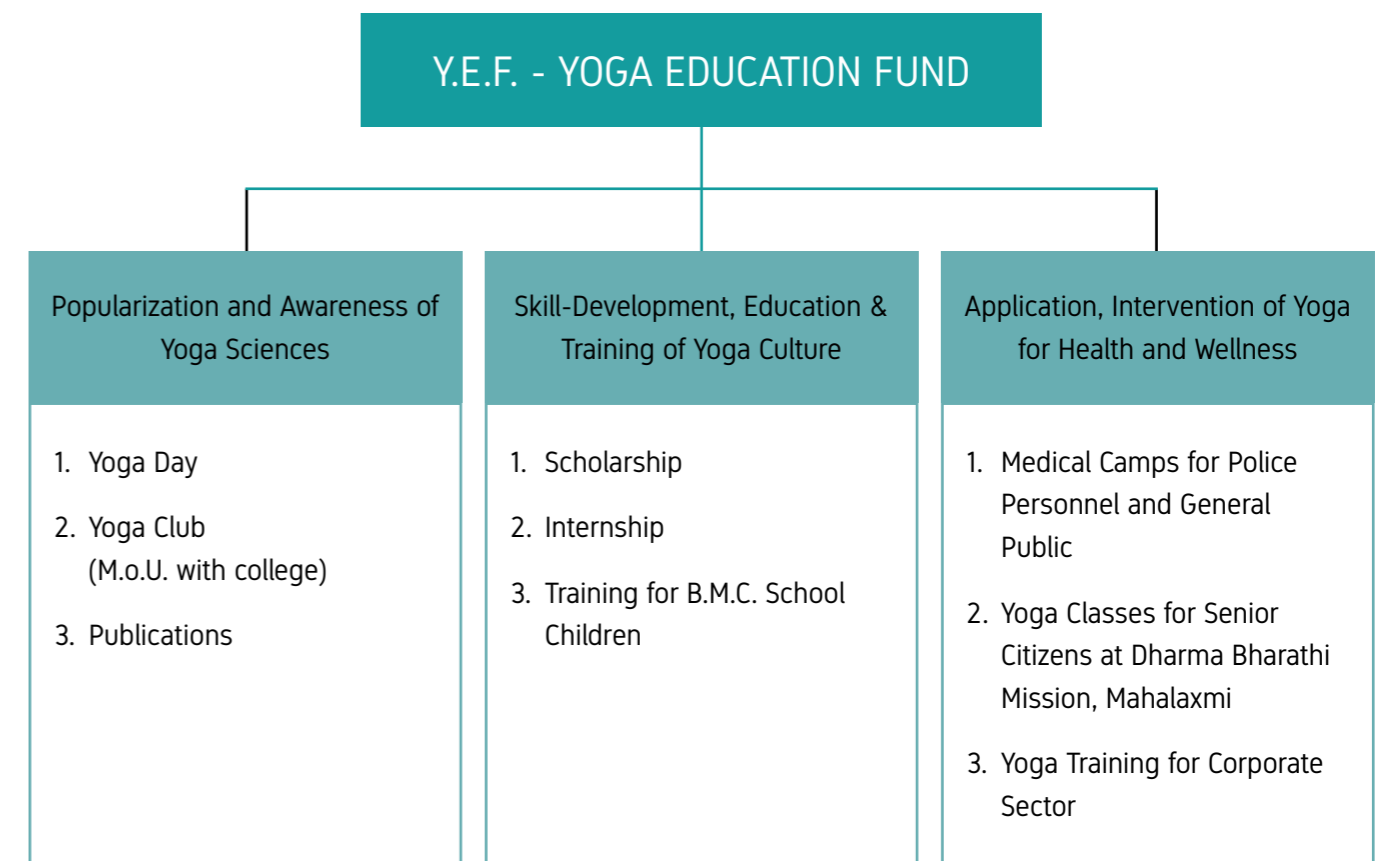 Y.E.F. - YOGA EDUCATION FUND
Popularization and Awareness of
Yoga Sciences
1. Yoga Day
2. Yoga Club
(M.o.U. with college)
3. Publications
Skill-Development, Education &
Training of Yoga Culture
1. Scholarship
2. Internship
3. Training for B.M.C. School
Children
Application, Intervention of Yoga
for Health and Wellness
1. Medical Camps for Police
Personnel and General
Public
2. Yoga Classes for Senior
Citizens at Dharma Bharathi
Mission, Mahalaxmi
3. Yoga Training for Corporate
Sector